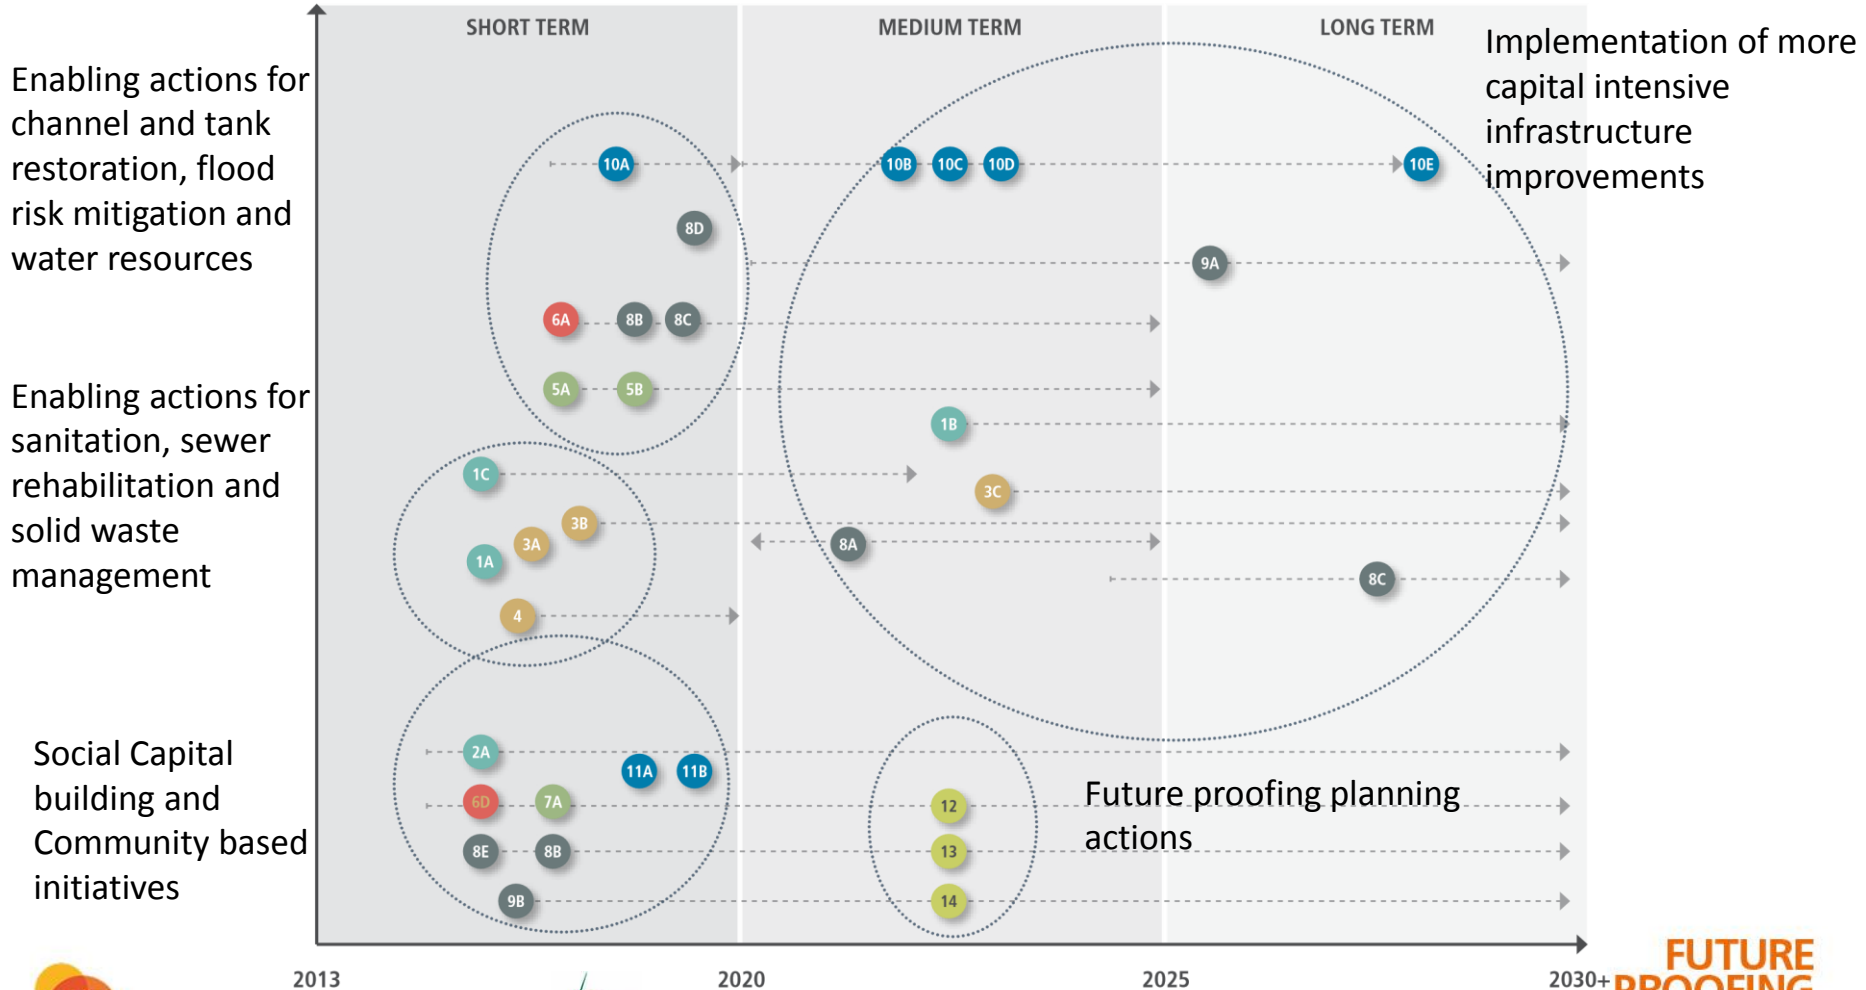 SHORT TERM
MEDIUM TERM
LONG TERM
Implementation of more
capital intensive
infrastructure
improvements
Enabling actions for
channel and tank
restoration, flood
risk mitigation and
water resources
10A
10B
10C
10D
10E
8D
9A
6A
8B
8C
5A
5B
Enabling actions for
sanitation, sewer
rehabilitation and
solid waste
management
1B
1C
3C
3B
3A
8A
1A
8C
4
Social Capital
building and
Community based
initiatives
2A
11A
11B
6D
7A
12
Future proofing planning
actions
8E
8B
13
9B
14
2013
2020
2025
2030+
FUTURE
PROOFING